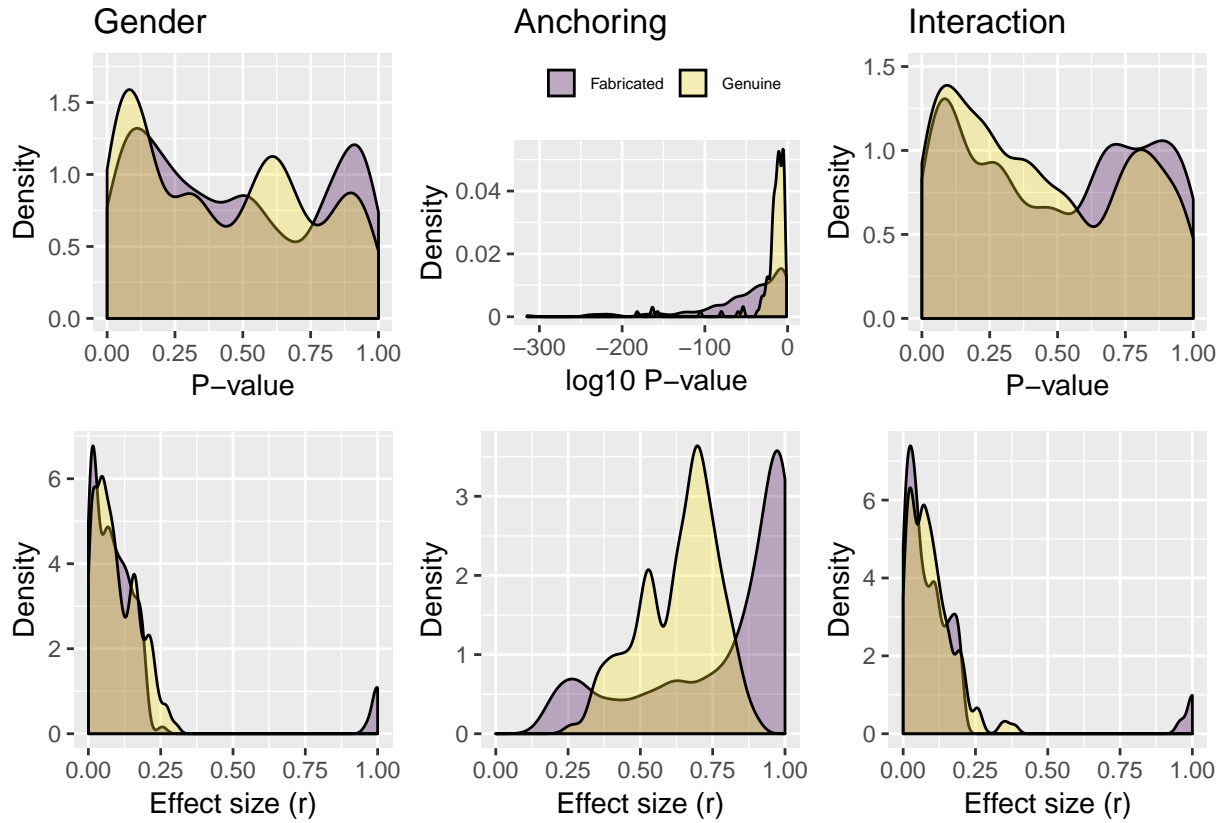 Gender
Anchoring
Interaction
Fabricated
Genuine
Density
1.5
1.0
0.5
0.0
0.00 0.25 0.50 0.75 1.00
P−value
Density
0.04
0.02
0
−300 −200 −100 0
log10 P−value
Density
1.5
1.0
0.5
0.0
0.00 0.25 0.50 0.75 1.00
P−value
Density
6
4
2
0
0.00 0.25 0.50 0.75 1.00
Effect size (r)
Density
3
2
1
0
0.00 0.25 0.50 0.75 1.00
Effect size (r)
Density
6
4
2
0
0.00 0.25 0.50 0.75 1.00
Effect size (r)